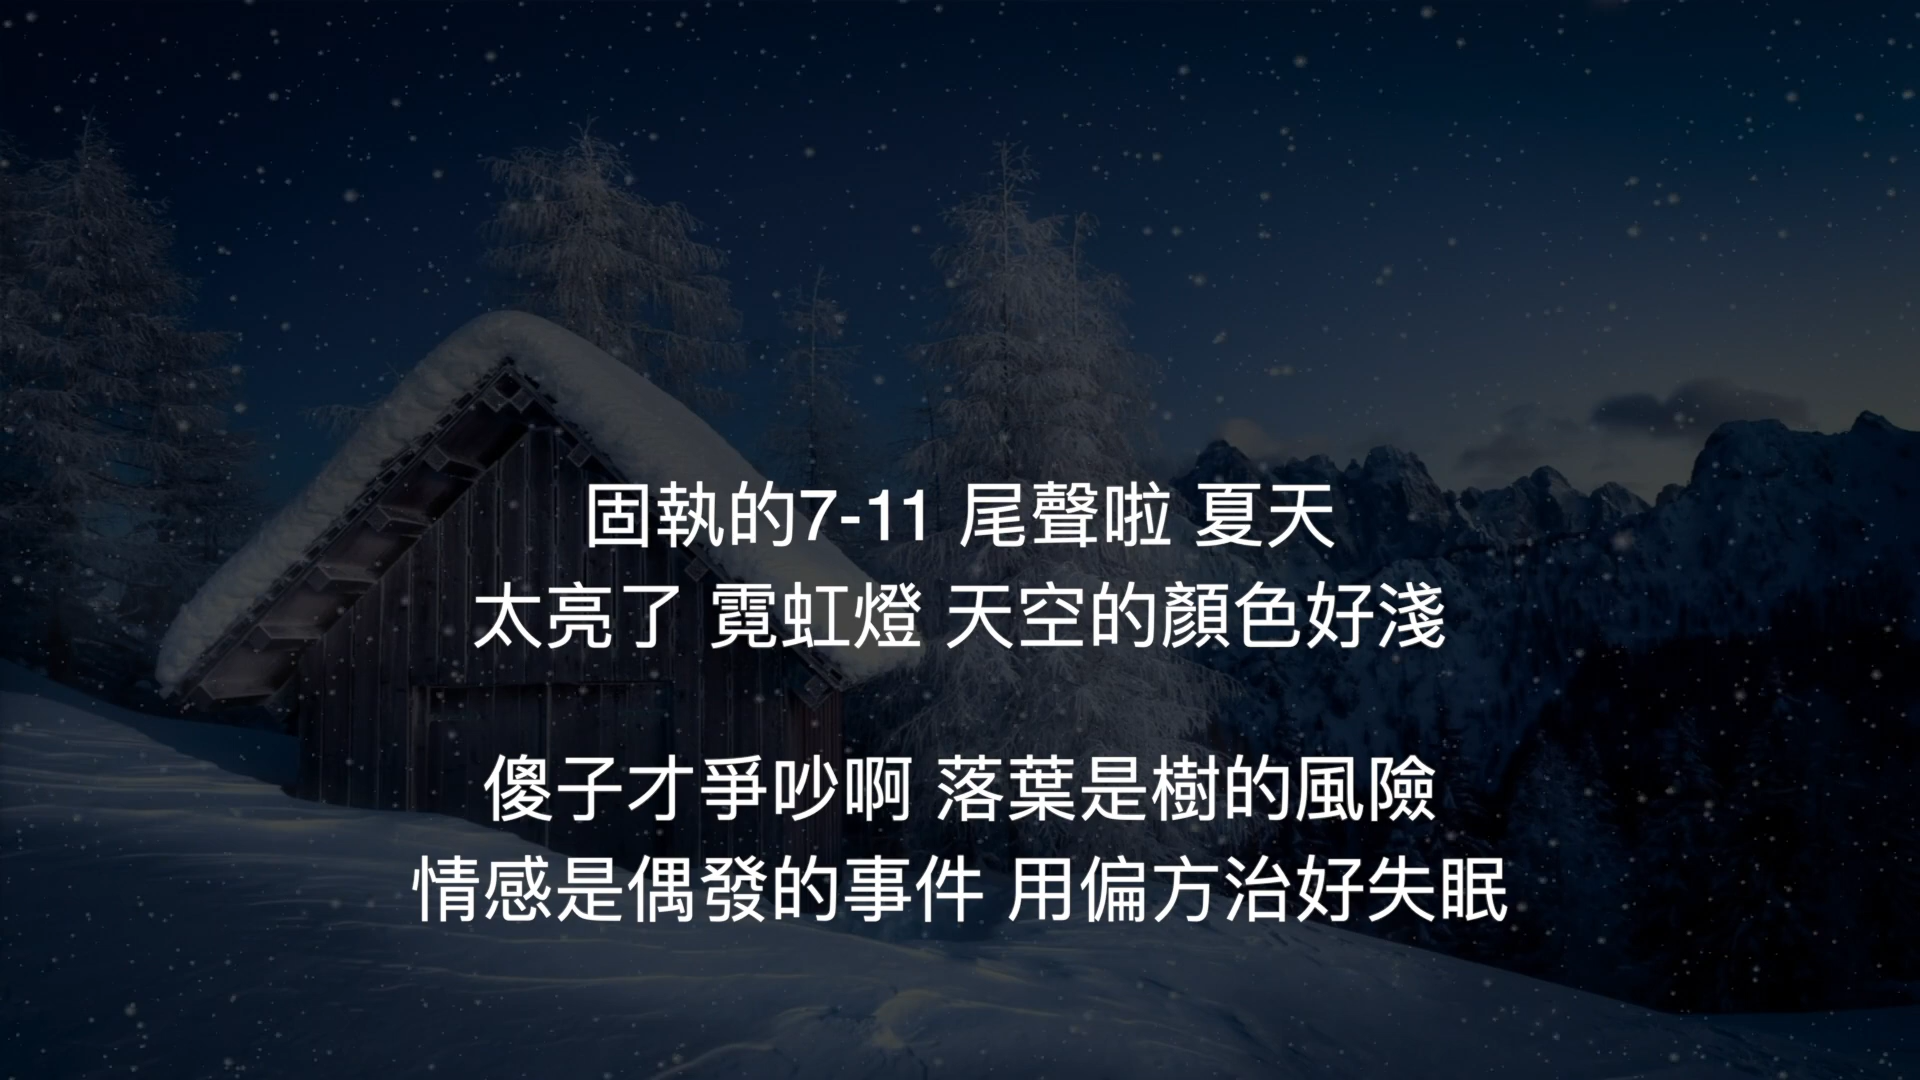 固執的7-11 尾聲啦 夏天
太亮了 霓虹燈 天空的顏色好淺
傻子才爭吵啊 落葉是樹的風險
情感是偶發的事件 用偏方治好失眠